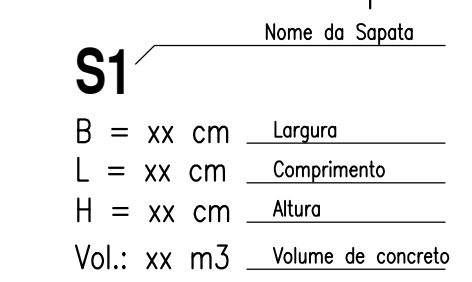 Nome da Sapata
S1
B = xx cm Largura
L = xx cm Comprimento
H = xx cm Altura
Vol.: xx m3 Volume de concreto